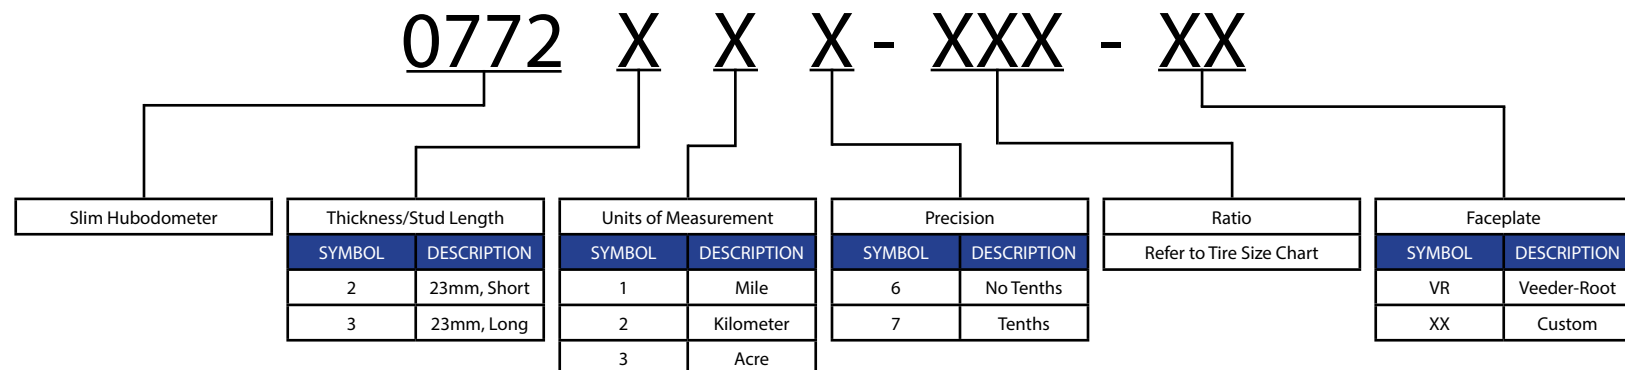 0772 X X X - XXX - XX
Slim Hubodometer Thickness/Stud Length Units of Measurement Precision Ratio Faceplate
SYMBOL DESCRIPTION SYMBOL DESCRIPTION SYMBOL DESCRIPTION Refer to Tire Size Chart SYMBOL DESCRIPTION
2 23mm, Short 1 Mile 6 No Tenths VR Veeder-Root
3 23mm, Long 2 Kilometer 7 Tenths XX Custom
3 Acre